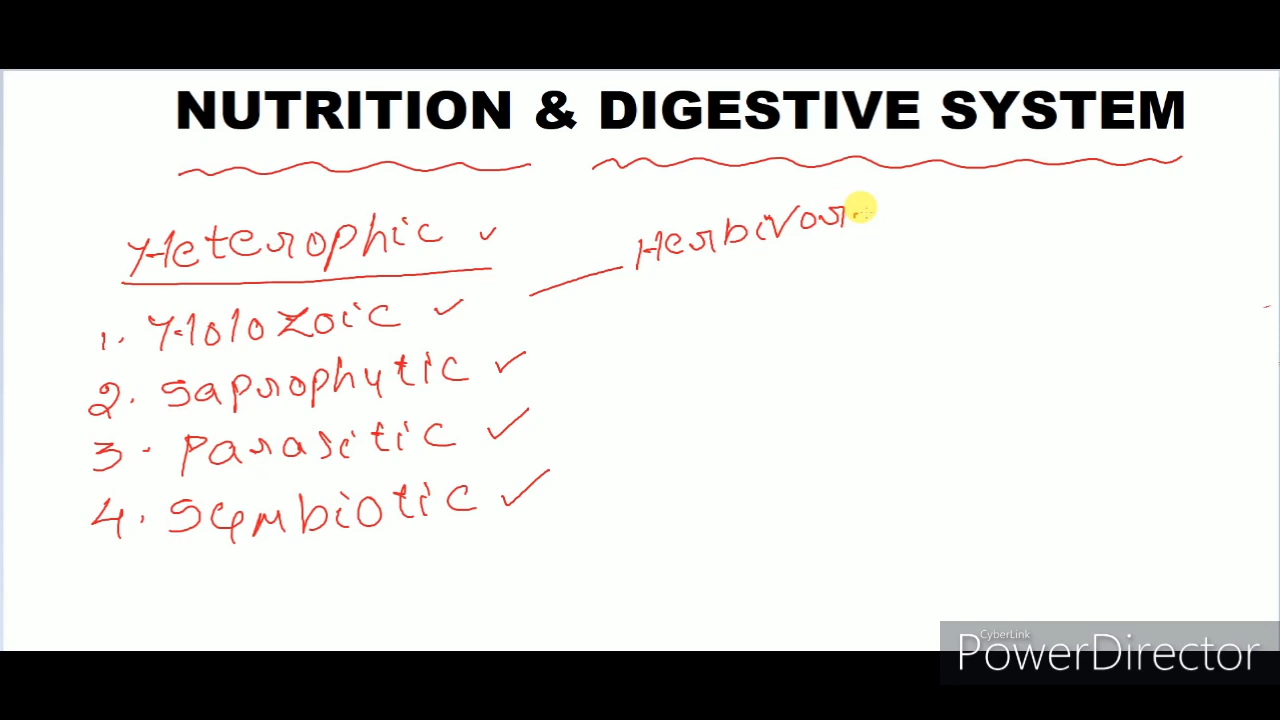 NUTRITION & DIGESTIVE SYSTEM
Heterophic
Herbivor
1. Holozoic
2. Saprophytic
3. Parasitic
4. Symbiotic
CyberLink
PowerDirector